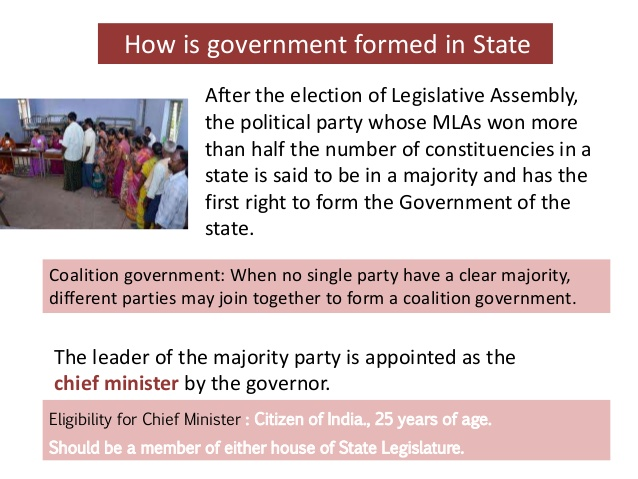 How is government formed in State
After the election of Legislative Assembly,
the political party whose MLAs won more
than half the number of constituencies in a
state is said to be in a majority and has the
first right to form the Government of the
state.
Coalition government: When no single party have a clear majority,
different parties may join together to form a coalition government.
The leader of the majority party is appointed as the
chief minister by the governor.
Eligibility for Chief Minister : Citizen of India., 25 years of age.
Should be a member of either house of State Legislature.